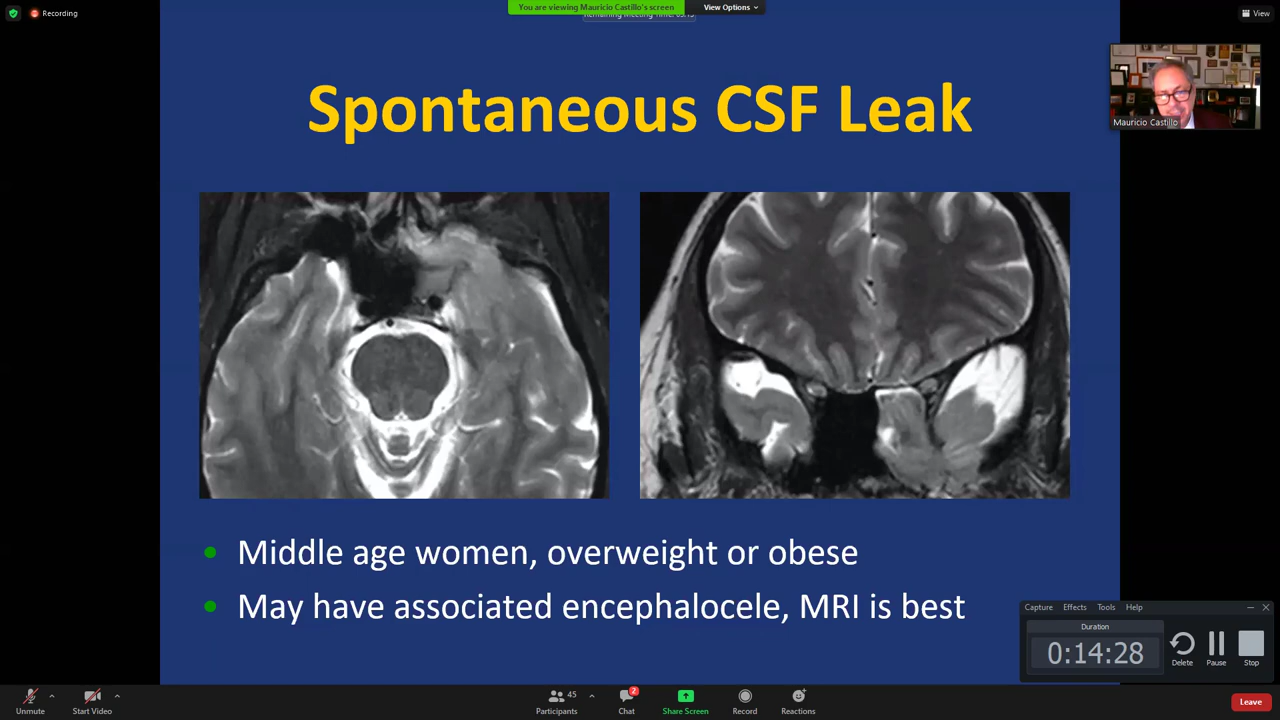 Recording
You are viewing Mauricio Castillo's screen
View Options
View
Spontaneous CSF Leak
Mauricio Castillo
Middle age women, overweight or obese
May have associated encephalocele, MRI is best
Capture Effects Tools Help
Duration
0:14:28
Delete Pause Stop
Unmute
Start Video
45
Participants
2
Chat
Share Screen
Record
Reactions
Leave